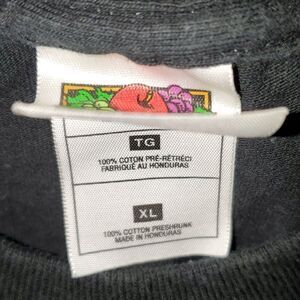 TG
100% COTON PRÉ-RÉTRÉCI
FABRIQUÉ AU HONDURAS
XL
100% COTTON PRESHRUNK
MADE IN HONDURAS